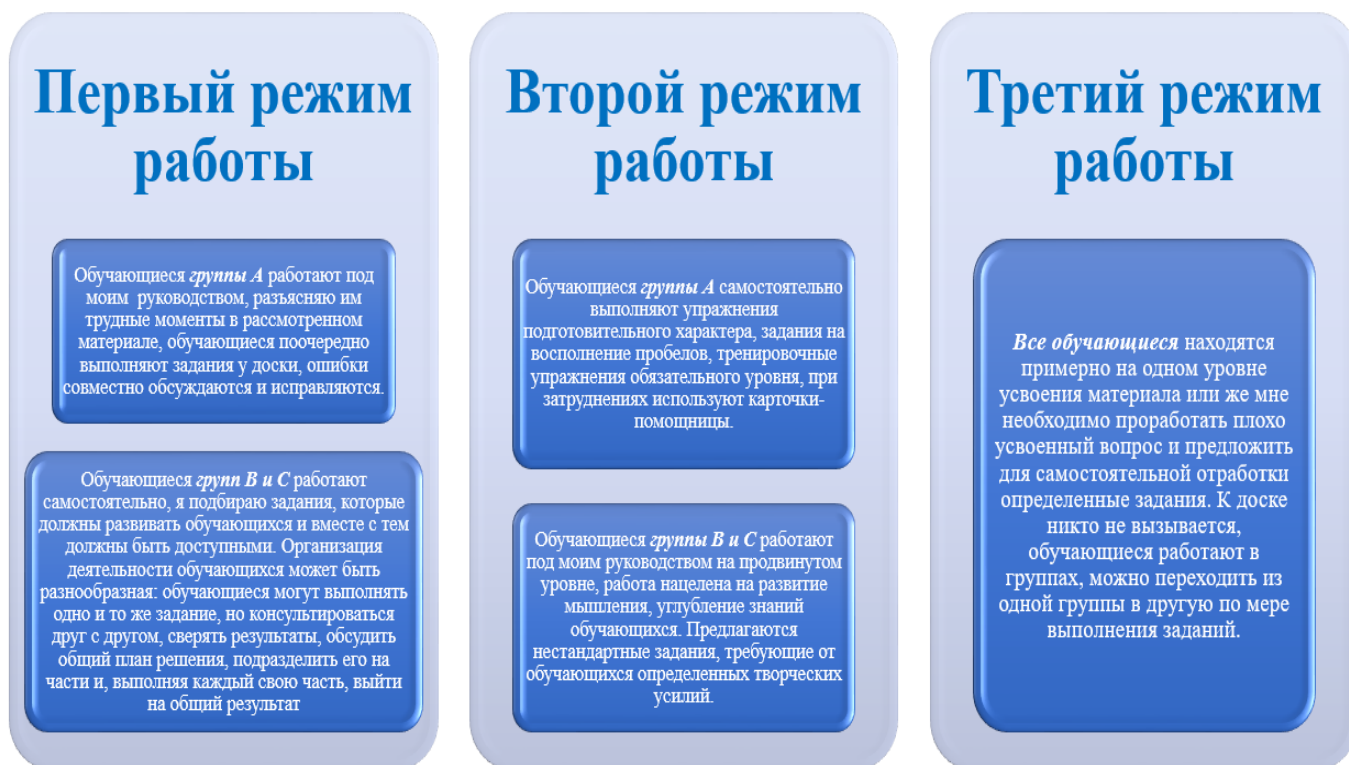 Первый режим
работы
Обучающиеся группы А работают под
моим руководством, разъясняю им
трудные моменты в рассмотренном
материале, обучающиеся поочередно
выполняют задания у доски, ошибки
совместно обсуждаются и исправляются.
Обучающиеся групп В и С работают
самостоятельно, я подбираю задания, которые
должны развивать обучающихся и вместе с тем
должны быть доступными. Организация
деятельности обучающихся может быть
разнообразная: обучающиеся могут выполнять
одно и то же задание, но консультироваться
друг с другом, сверять результаты, обсудить
общий план решения, подразделить его на
части и, выполняя каждый свою часть, выйти
на общий результат
Второй режим
работы
Обучающиеся группы А самостоятельно
выполняют упражнения
подготовительного характера, задания на
восполнение пробелов, тренировочные
упражнения обязательного уровня, при
затруднениях используют карточки-
помощницы.
Обучающиеся группы В и С работают
под моим руководством на продвинутом
уровне, работа нацелена на развитие
мышления, углубление знаний
обучающихся. Предлагаются
нестандартные задания, требующие от
обучающихся определенных творческих
усилий.
Третий режим
работы
Все обучающиеся находятся
примерно на одном уровне
усвоения материала или же мне
необходимо проработать плохо
усвоенный вопрос и предложить
для самостоятельной отработки
определенные задания. К доске
никто не вызывается,
обучающиеся работают в
группах, можно переходить из
одной группы в другую по мере
выполнения заданий.